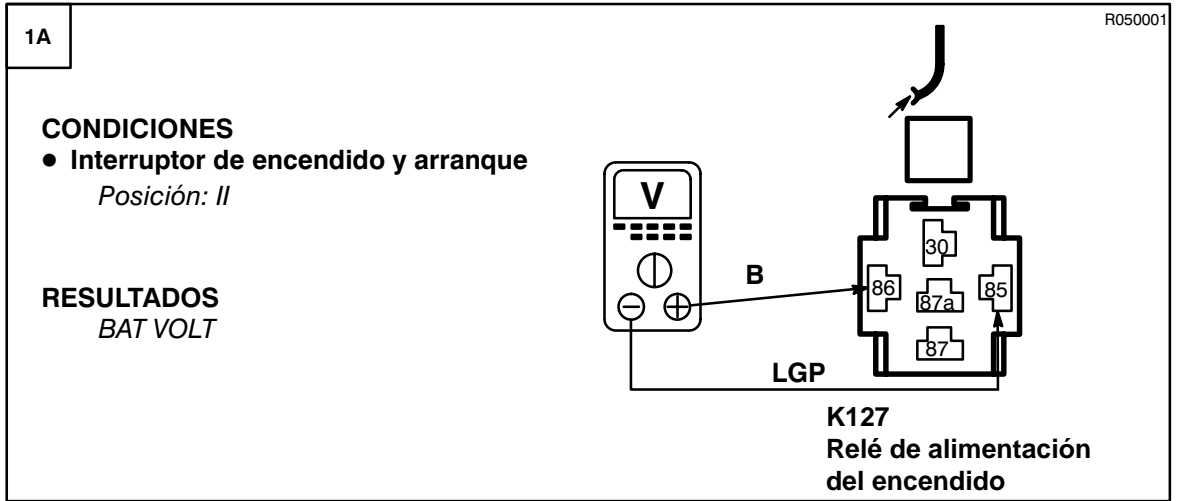 1A
R050001
CONDICIONES
● Interruptor de encendido y arranque
Posición: II
RESULTADOS
BAT VOLT
V
B
LGP
30
86
87a
85
87
K127
Relé de alimentación
del encendido